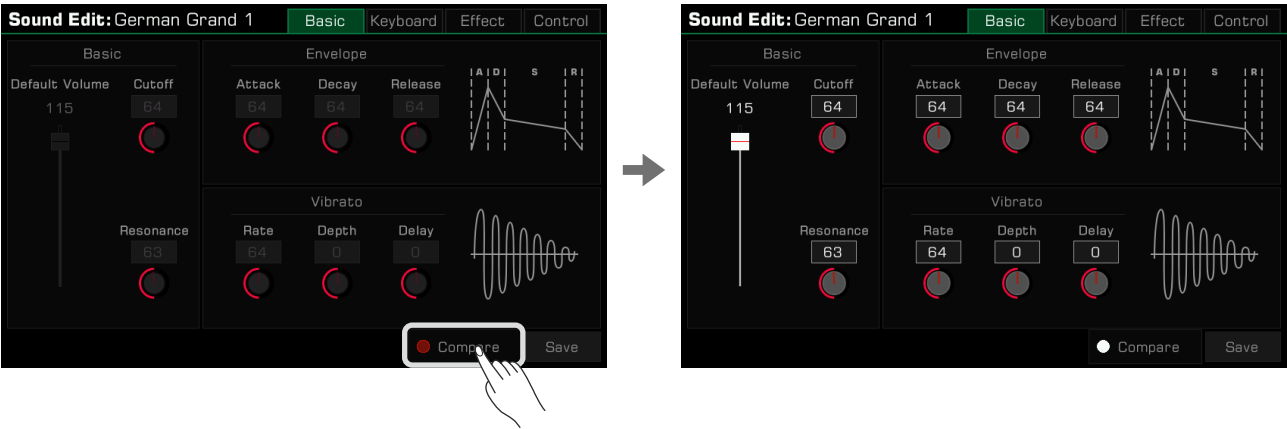 Sound Edit: German Grand 1 Basic Keyboard Effect Control
Basic Envelope
Default Volume Cutoff Attack Decay Release A D S R
115 64 64 64 64
Vibrato
Resonance Rate Depth Delay
63 64 0 0
Compare Save
Sound Edit: German Grand 1 Basic Keyboard Effect Control
Basic Envelope
Default Volume Cutoff Attack Decay Release A D S R
115 64 64 64 64
Vibrato
Resonance Rate Depth Delay
63 64 0 0
Compare Save